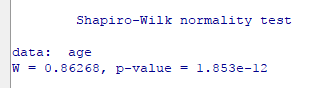 Shapiro-Wilk normality test
data:  age
W = 0.86268, p-value = 1.853e-12